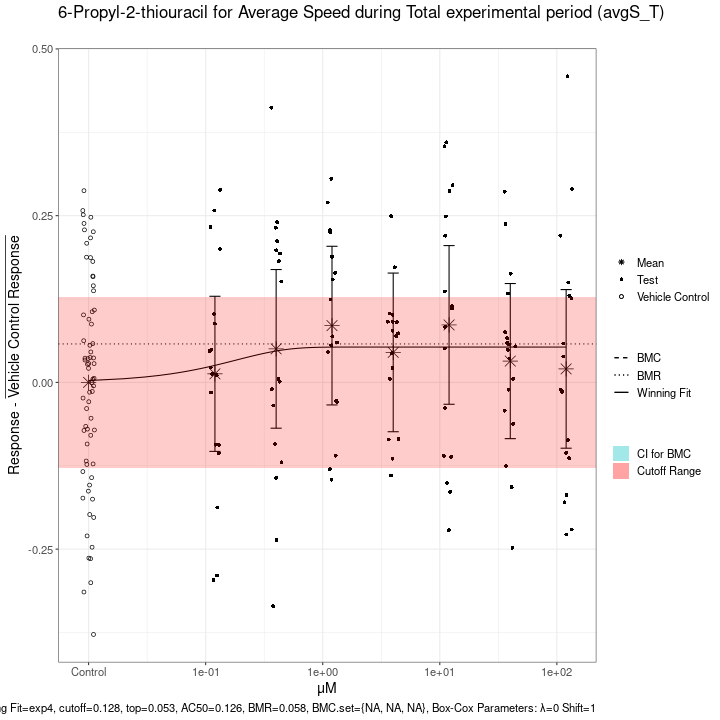 6-Propyl-2-thiouracil for Average Speed during Total experimental period (avgS_T)
Response - Vehicle Control Response
0.50
0.25
0.00
-0.25
Control
1e-01
1e+00
1e+01
1e+02
µM
Mean
Test
Vehicle Control
BMC
BMR
Winning Fit
CI for BMC
Cutoff Range
g Fit=exp4, cutoff=0.128, top=0.053, AC50=0.126, BMR=0.058, BMC.set={NA, NA, NA}, Box-Cox Parameters: λ=0 Shift=1